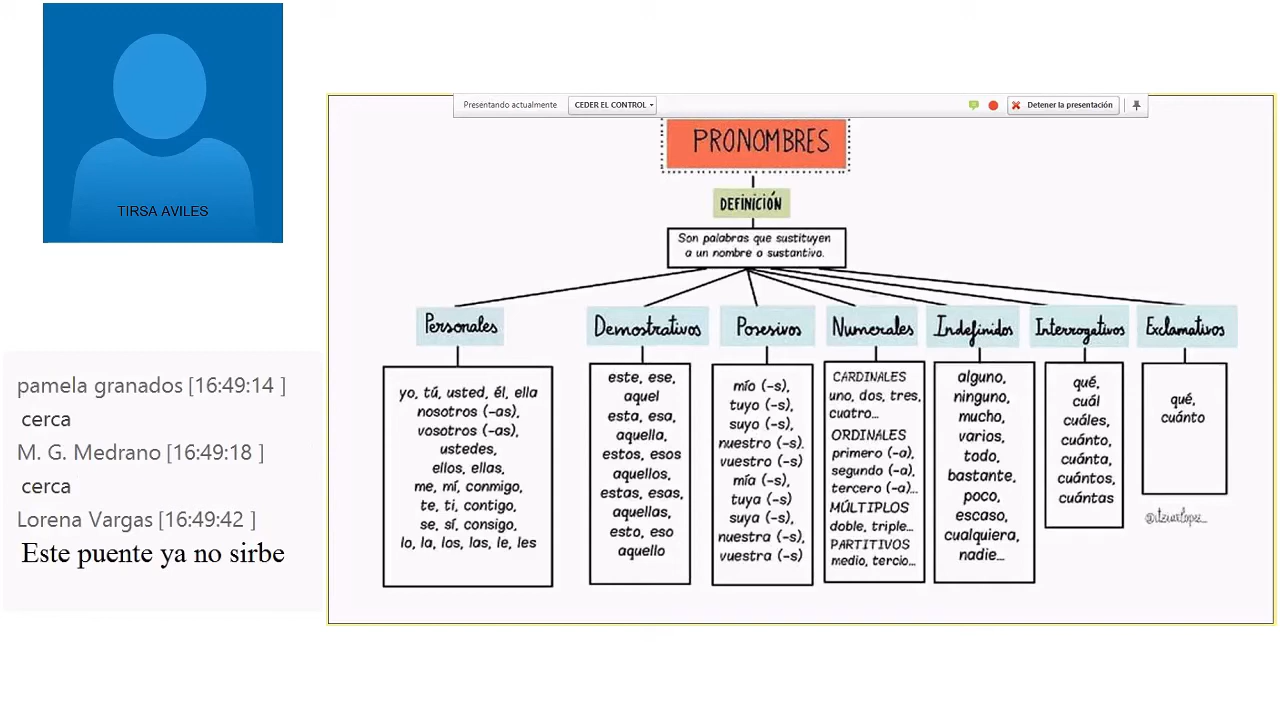 TIRSA AVILES
pamela granados [16:49:14 ]
cerca
M. G. Medrano [16:49:18 ]
cerca
Lorena Vargas [16:49:42 ]
Este puente ya no sirbe
Presentando actualmente
CEDER EL CONTROL
Detener la presentación
PRONOMBRES
DEFINICIÓN
Son palabras que sustituyen
a un nombre o sustantivo.
Personales
yo, tú, usted, él, ella
nosotros (-as),
vosotros (-as),
ustedes,
ellos, ellas,
me, mí, conmigo,
te, ti, contigo,
se, sí, consigo,
lo, la, los, las, le, les
Demostrativos
este, ese,
aquel
esta, esa,
aquella,
estos, esos
aquellos,
estas, esas,
aquellas,
esto, eso
aquello
Posesivos
mío (-s),
tuyo (-s),
suyo (-s),
nuestro (-s).
vuestro (-s)
mía (-s),
tuya (-s)
suya (-s),
nuestra (-s),
vuestra (-s)
Numerales
CARDINALES
uno, dos, tres,
cuatro...
ORDINALES
primero (-a),
segundo (-a),
tercero (-a)...
MÚLTIPLOS
doble, triple...
PARTITIVOS
medio, tercio...
Indefinidos
alguno,
ninguno,
mucho,
varios,
todo,
bastante,
poco,
escaso,
cualquiera,
nadie...
Interrogativos
qué,
cuál
cuáles,
cuánto,
cuánta,
cuántos,
cuántas
Exclamativos
qué,
cuánto
@itziarlopez_